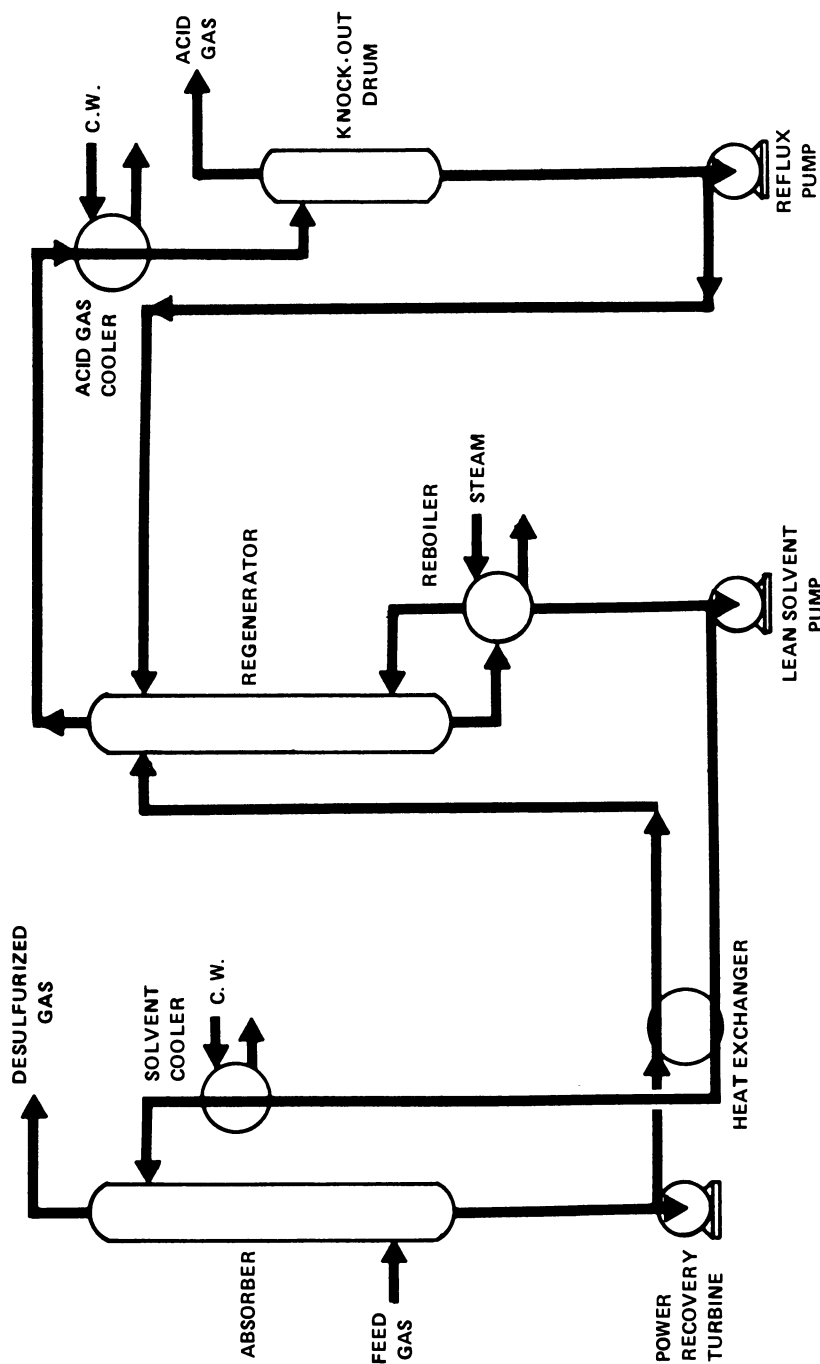 DESULFURIZED
GAS
SOLVENT
COOLER
C.W.
ABSORBER
FEED
GAS
POWER
RECOVERY
TURBINE
HEAT EXCHANGER
REGENERATOR
REBOILER
STEAM
LEAN SOLVENT
PUMP
ACID GAS
COOLER
C.W.
ACID
GAS
KNOCK-OUT
DRUM
REFLUX
PUMP